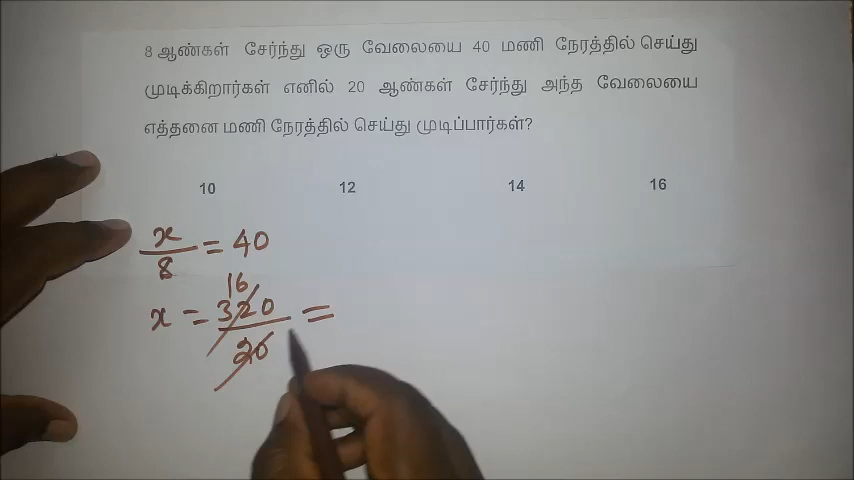 8 ஆண்கள் சேர்ந்து ஒரு வேலையை 40 மணி நேரத்தில் செய்து
முடிக்கிறார்கள் எனில் 20 ஆண்கள் சேர்ந்து அந்த வேலையை
எத்தனை மணி நேரத்தில் செய்து முடிப்பார்கள்?
10 12 14 16
x/8 = 40
16
x = 320/20 =